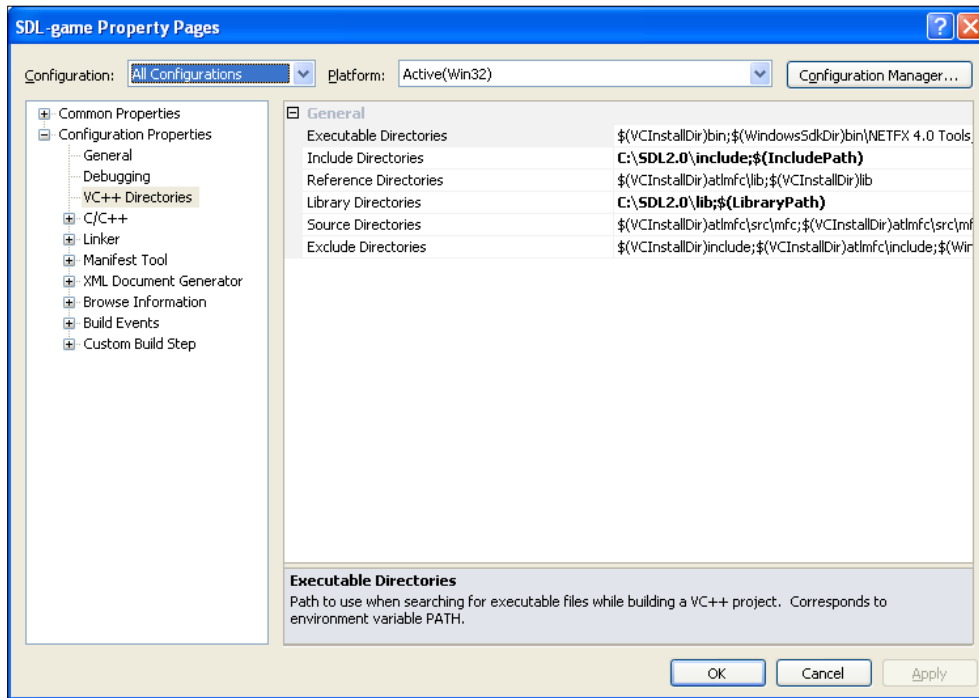 SDL-game Property Pages
Configuration: All Configurations Platform: Active(Win32) Configuration Manager...
Common Properties
Configuration Properties
General
Debugging
VC++ Directories
C/C++
Linker
Manifest Tool
XML Document Generator
Browse Information
Build Events
Custom Build Step
General
Executable Directories $(VCInstallDir)bin;$(WindowsSdkDir)bin\NETFX 4.0 Tools
Include Directories C:\SDL2.0\include;$(IncludePath)
Reference Directories $(VCInstallDir)atlmfc\lib;$(VCInstallDir)lib
Library Directories C:\SDL2.0\lib;$(LibraryPath)
Source Directories $(VCInstallDir)atlmfc\src\mfc;$(VCInstallDir)atlmfc\src\mf
Exclude Directories $(VCInstallDir)include;$(VCInstallDir)atlmfc\include;$(Wir
Executable Directories
Path to use when searching for executable files while building a VC++ project. Corresponds to
environment variable PATH.
OK Cancel Apply